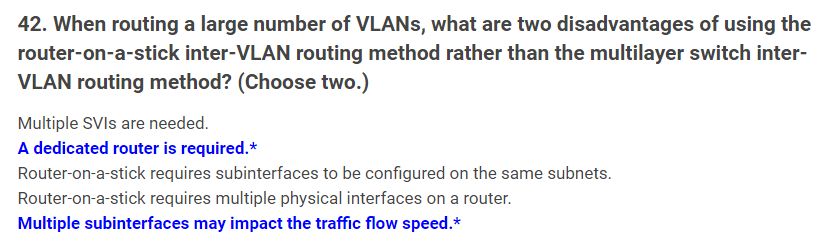 42. When routing a large number of VLANs, what are two disadvantages of using the
router-on-a-stick inter-VLAN routing method rather than the multilayer switch inter-
VLAN routing method? (Choose two.)
Multiple SVIs are needed.
A dedicated router is required.*
Router-on-a-stick requires subinterfaces to be configured on the same subnets.
Router-on-a-stick requires multiple physical interfaces on a router.
Multiple subinterfaces may impact the traffic flow speed.*